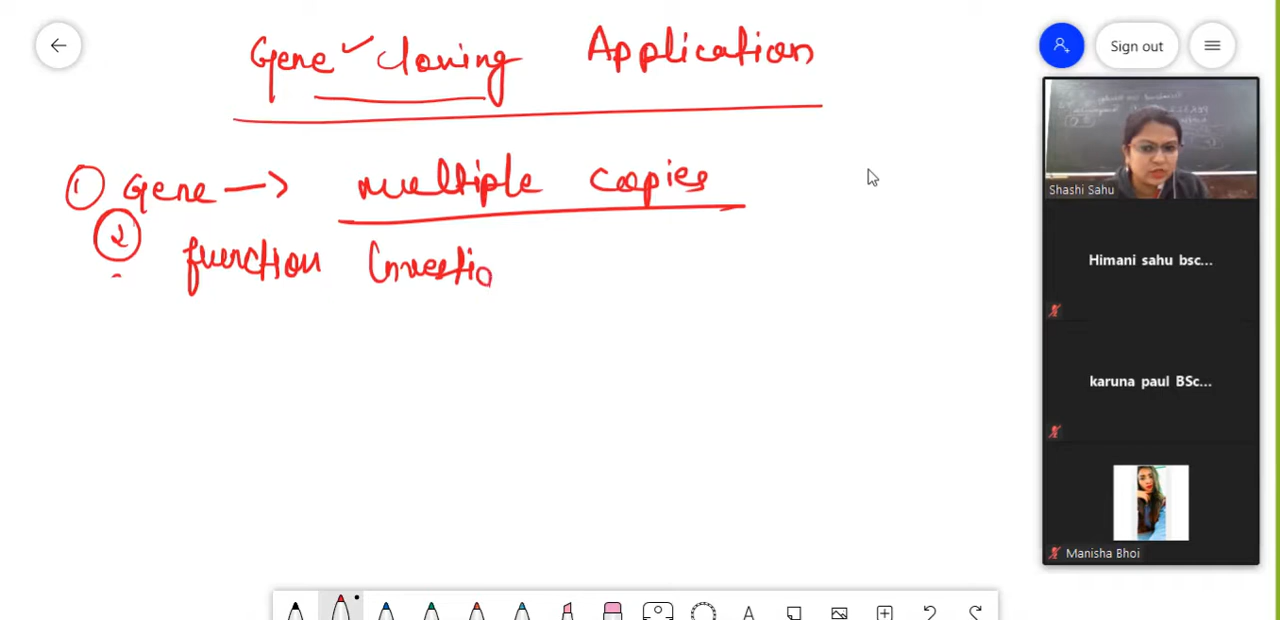 Gene cloning Application
Sign out
① Gene → multiple copies
② function Investig
Shashi Sahu
Himani sahu bsc...
karuna paul BSc...
Manisha Bhoi
A